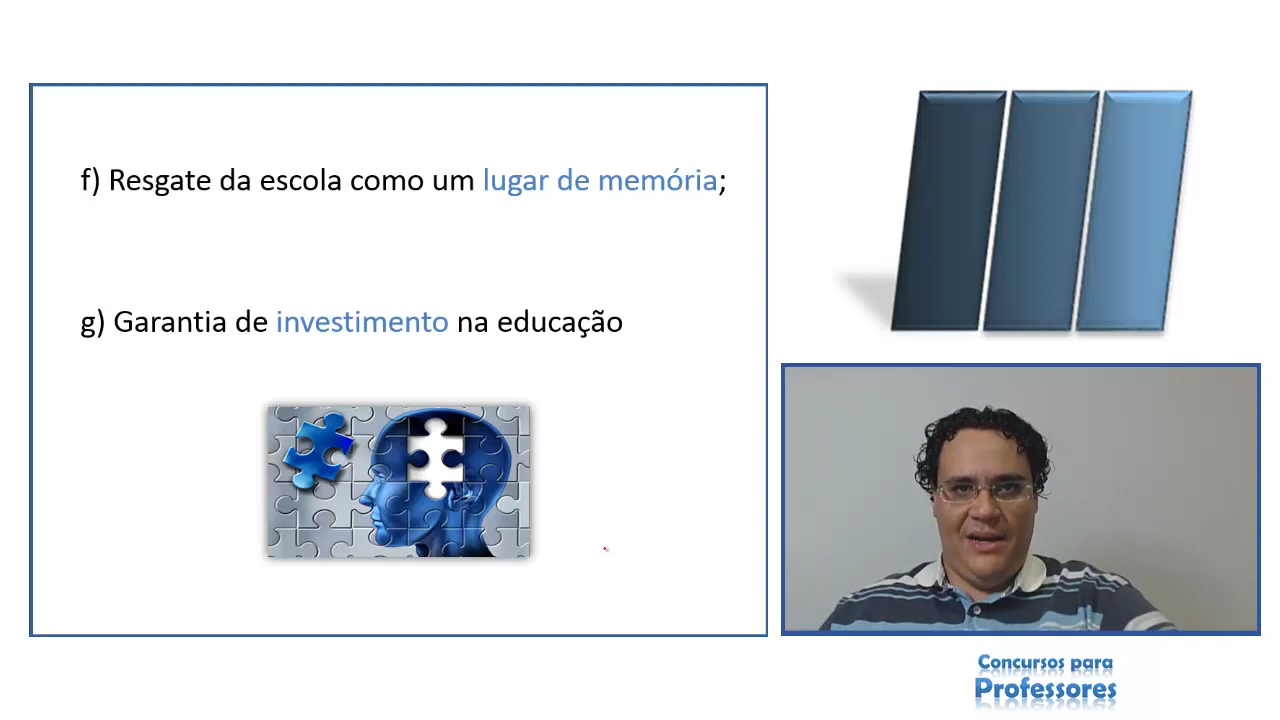 f) Resgate da escola como um lugar de memória;
g) Garantia de investimento na educação
Concursos para
Professores